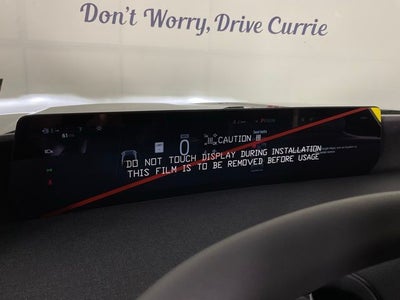 Don't Worry, Drive Currie
61
0
!!! CAUTION !!!
DO NOT TOUCH DISPLAY DURING INSTALLATION
THIS FILM IS TO BE REMOVED BEFORE USAGE